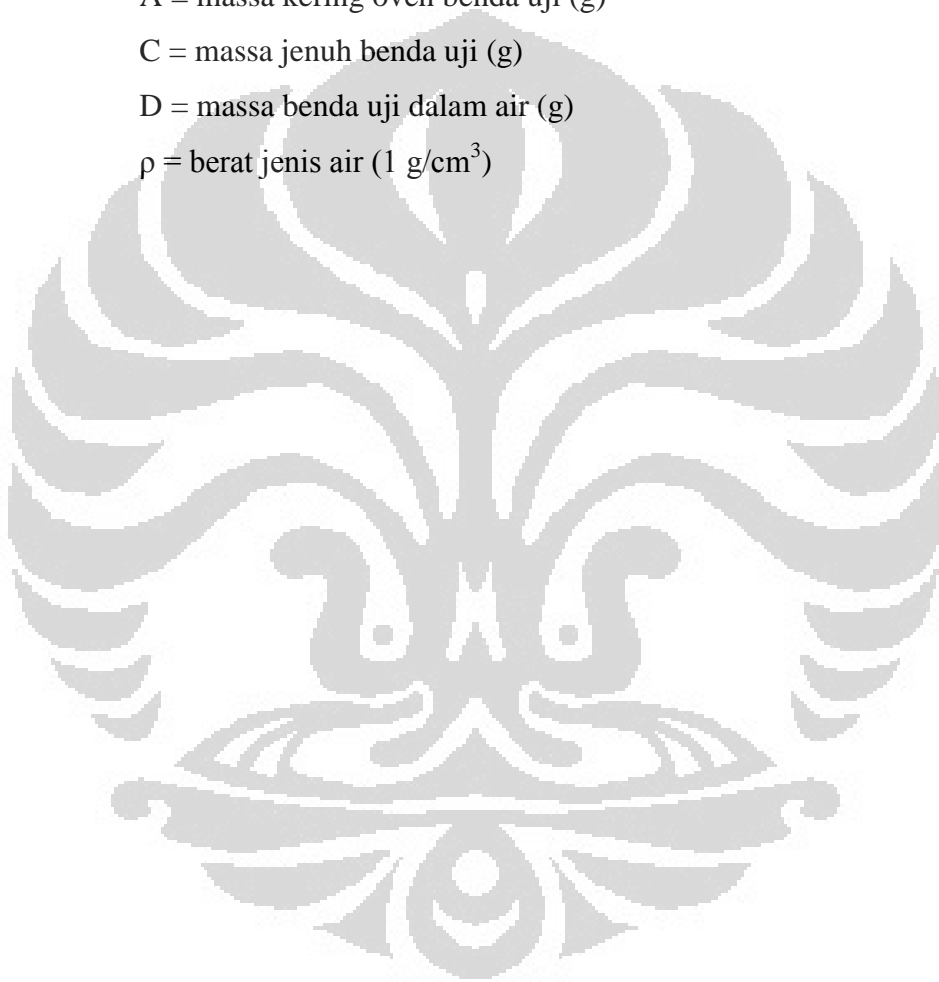 A = massa kering oven benda uji (g)
C = massa jenuh benda uji (g)
D = massa benda uji dalam air (g)
ρ = berat jenis air (1 g/cm³)